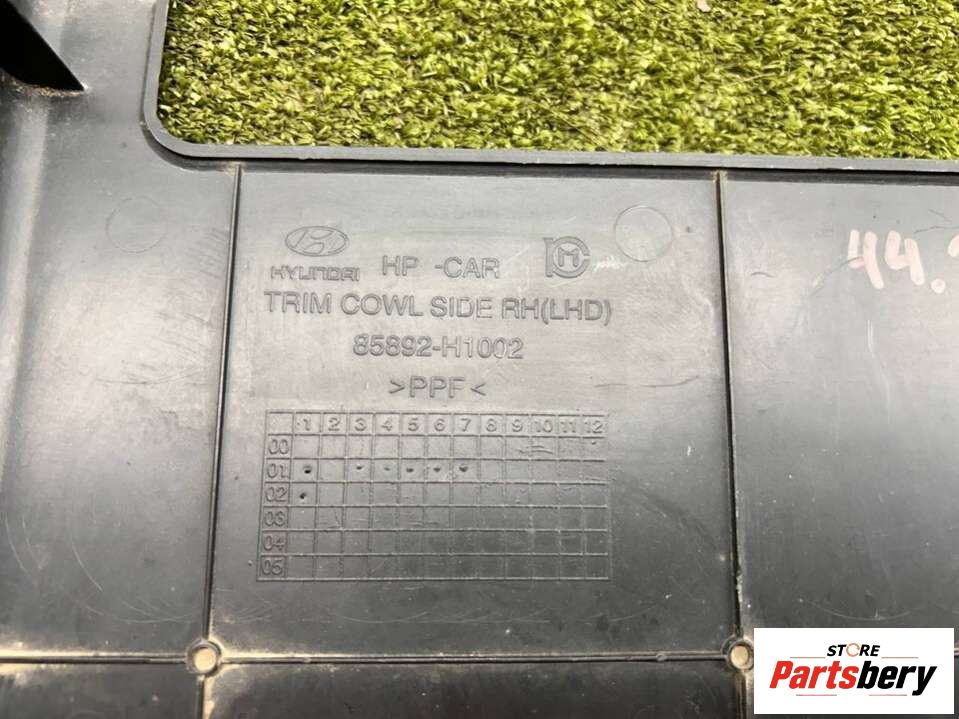 HYUNDAI HP -CAR
TRIM COWL SIDE RH(LHD)
85892-H1002
>PPF<
1 2 3 4 5 6 7 8 9 10 11 12
00
01
02
03
04
05
44.
STORE
Partsbery